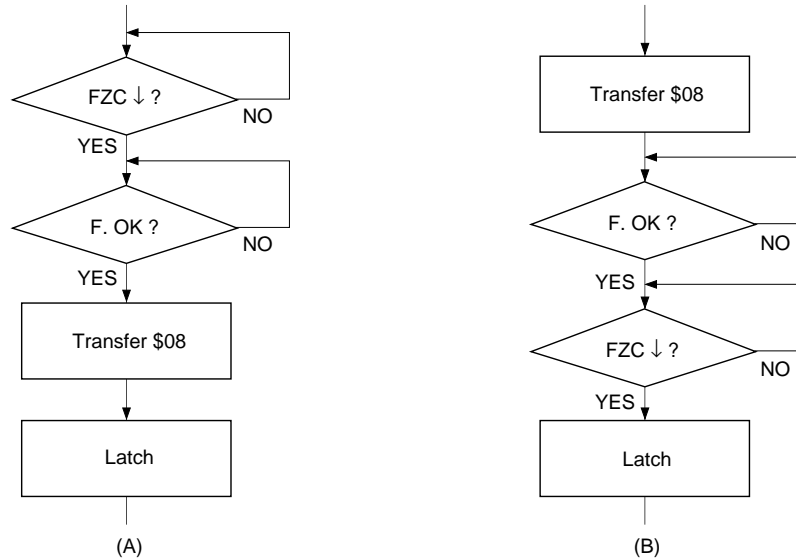 FZC ↓ ?
NO
YES
F. OK ?
NO
YES
Transfer $08
Latch
(A)
Transfer $08
F. OK ?
NO
YES
FZC ↓ ?
NO
YES
Latch
(B)